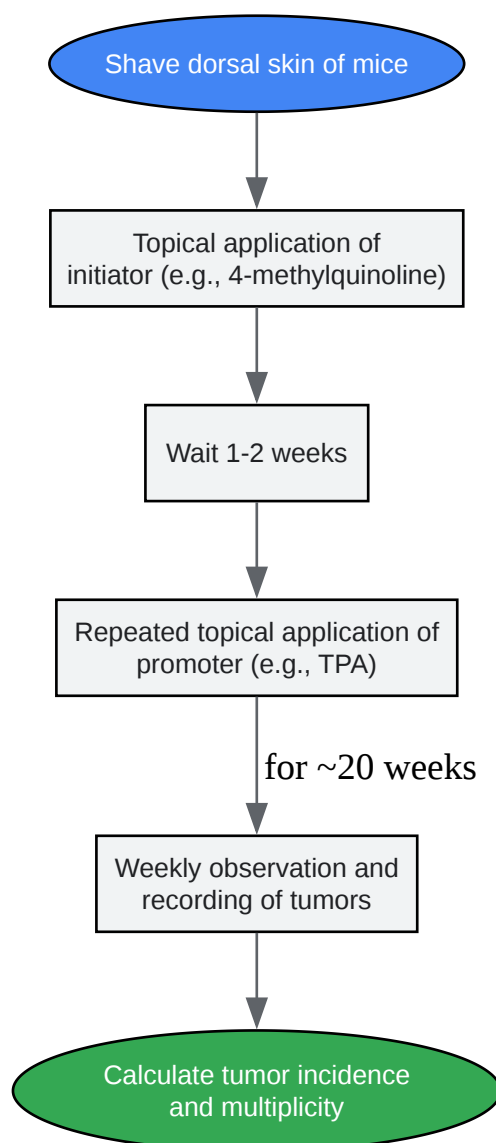 Shave dorsal skin of mice
Topical application of
initiator (e.g., 4-methylquinoline)
Wait 1-2 weeks
Repeated topical application of
promoter (e.g., TPA)
for ~20 weeks
Weekly observation and
recording of tumors
Calculate tumor incidence
and multiplicity